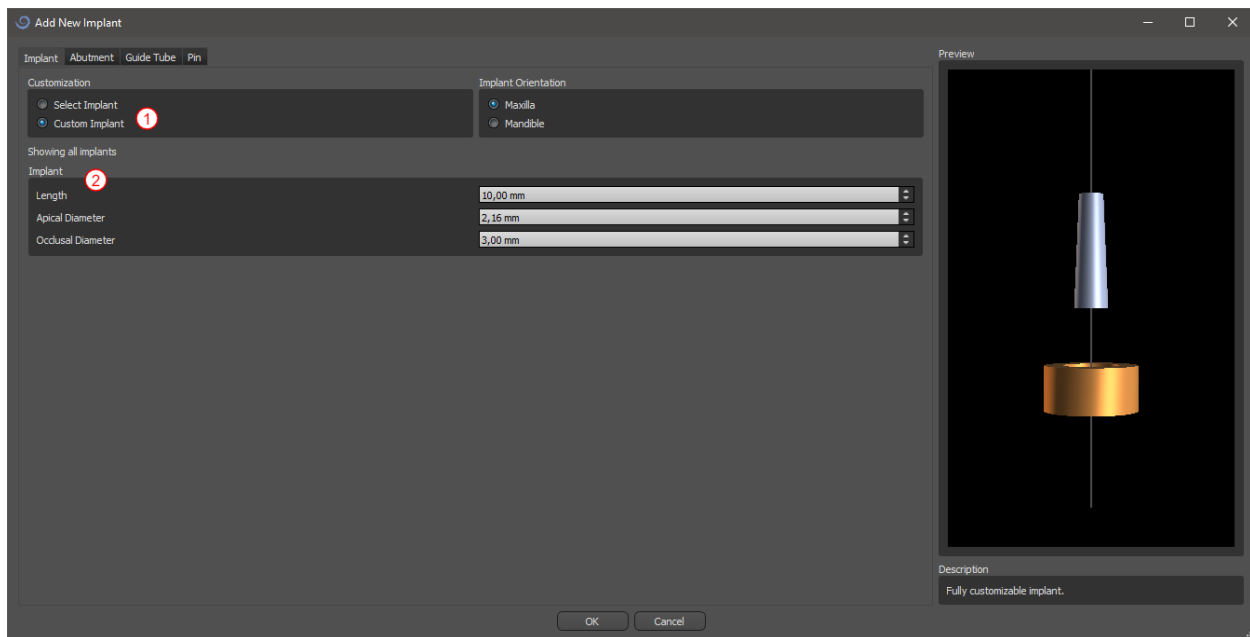 Add New Implant
Implant Abutment Guide Tube Pin
Customization
Select Implant
Custom Implant 1
Implant Orientation
Maxilla
Mandible
Showing all implants
Implant
2
Length 10,00 mm
Apical Diameter 2,16 mm
Occlusal Diameter 3,00 mm
Preview
Description
Fully customizable implant.
OK Cancel